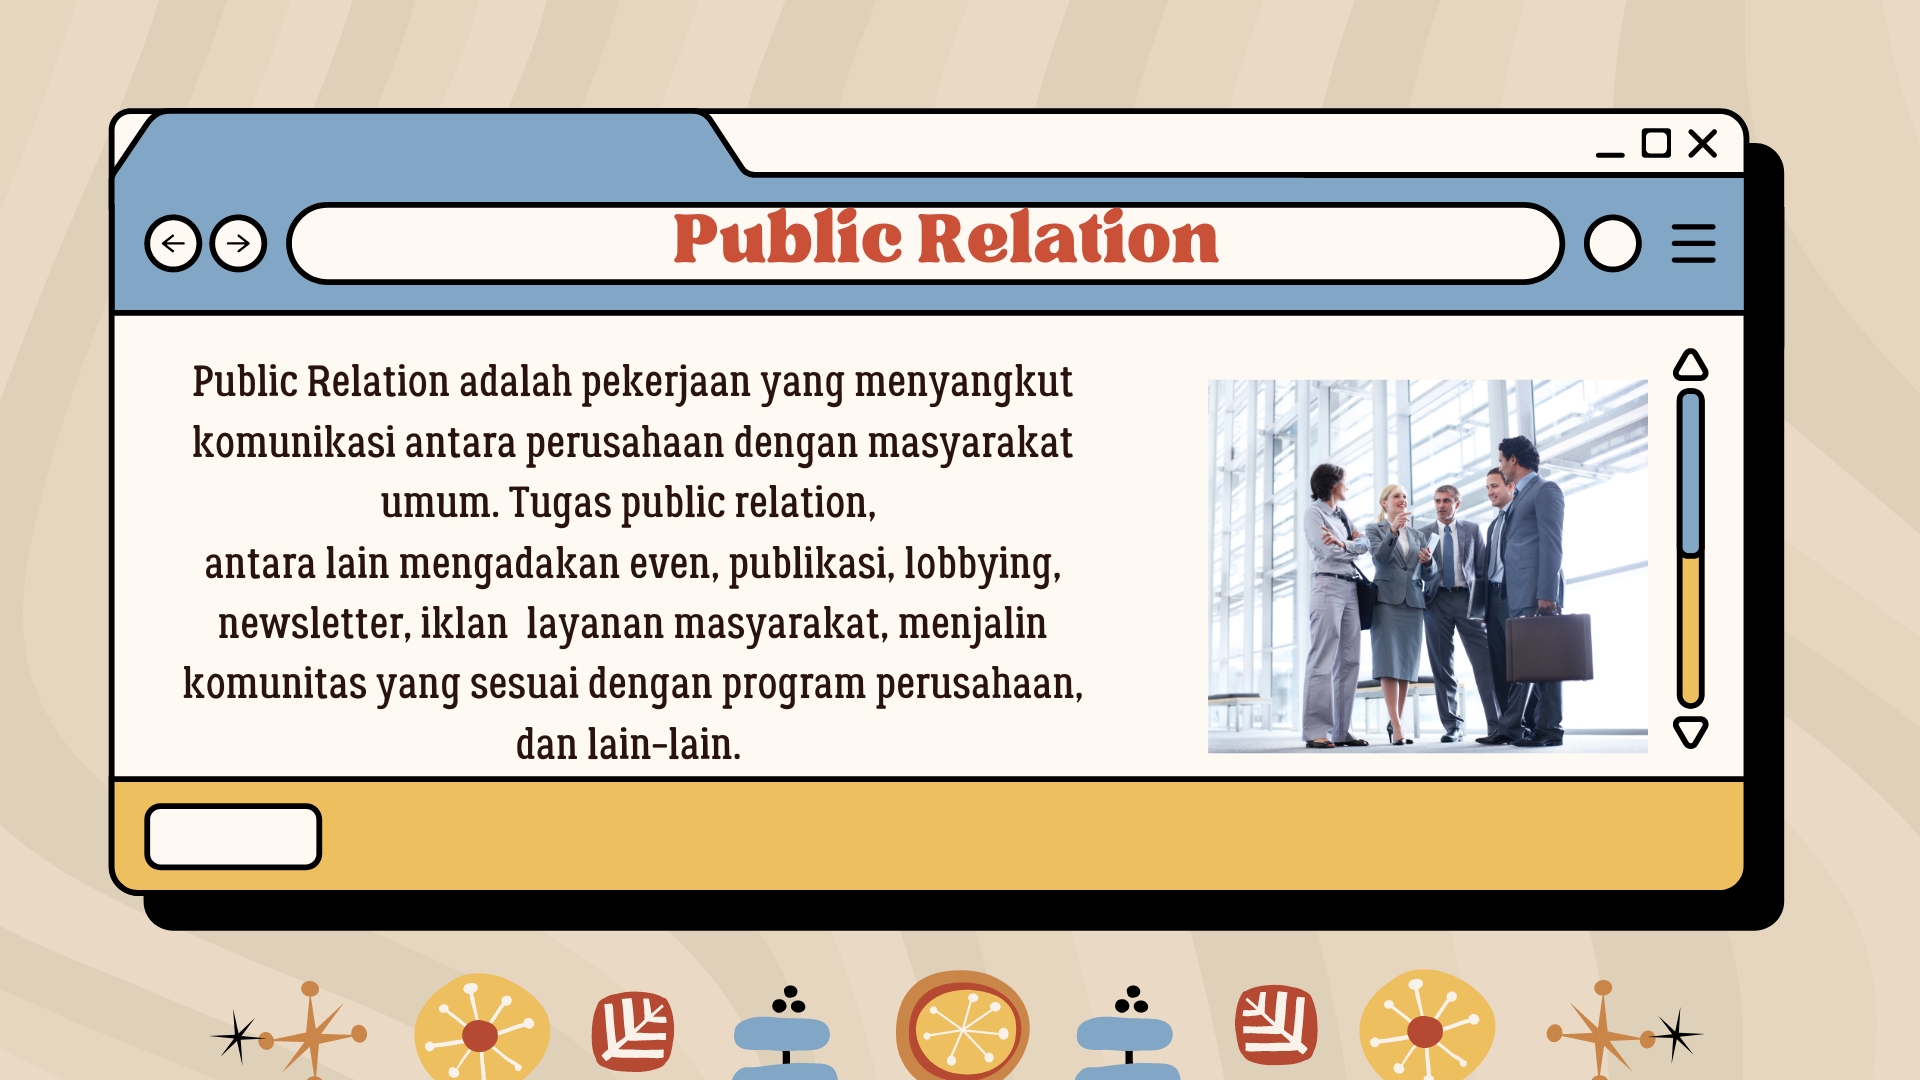 Public Relation
Public Relation adalah pekerjaan yang menyangkut
komunikasi antara perusahaan dengan masyarakat
umum. Tugas public relation,
antara lain mengadakan even, publikasi, lobbying,
newsletter, iklan  layanan masyarakat, menjalin
komunitas yang sesuai dengan program perusahaan,
dan lain-lain.